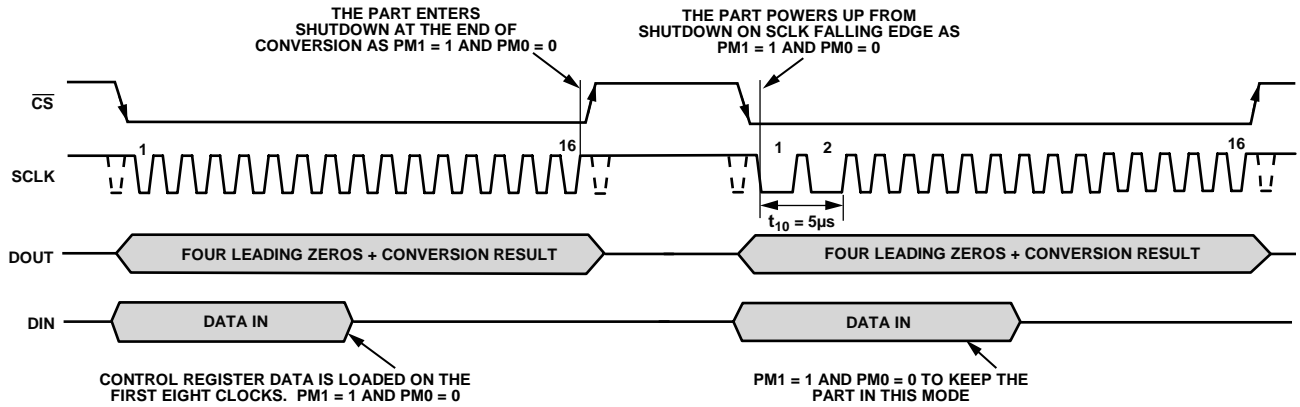 THE PART ENTERS
SHUTDOWN AT THE END OF
CONVERSION AS PM1 = 1 AND PM0 = 0
THE PART POWERS UP FROM
SHUTDOWN ON SCLK FALLING EDGE AS
PM1 = 1 AND PM0 = 0
CS
SCLK
1
16
1
2
16
t10 = 5µs
DOUT
FOUR LEADING ZEROS + CONVERSION RESULT
FOUR LEADING ZEROS + CONVERSION RESULT
DIN
DATA IN
DATA IN
CONTROL REGISTER DATA IS LOADED ON THE
FIRST EIGHT CLOCKS. PM1 = 1 AND PM0 = 0
PM1 = 1 AND PM0 = 0 TO KEEP THE
PART IN THIS MODE